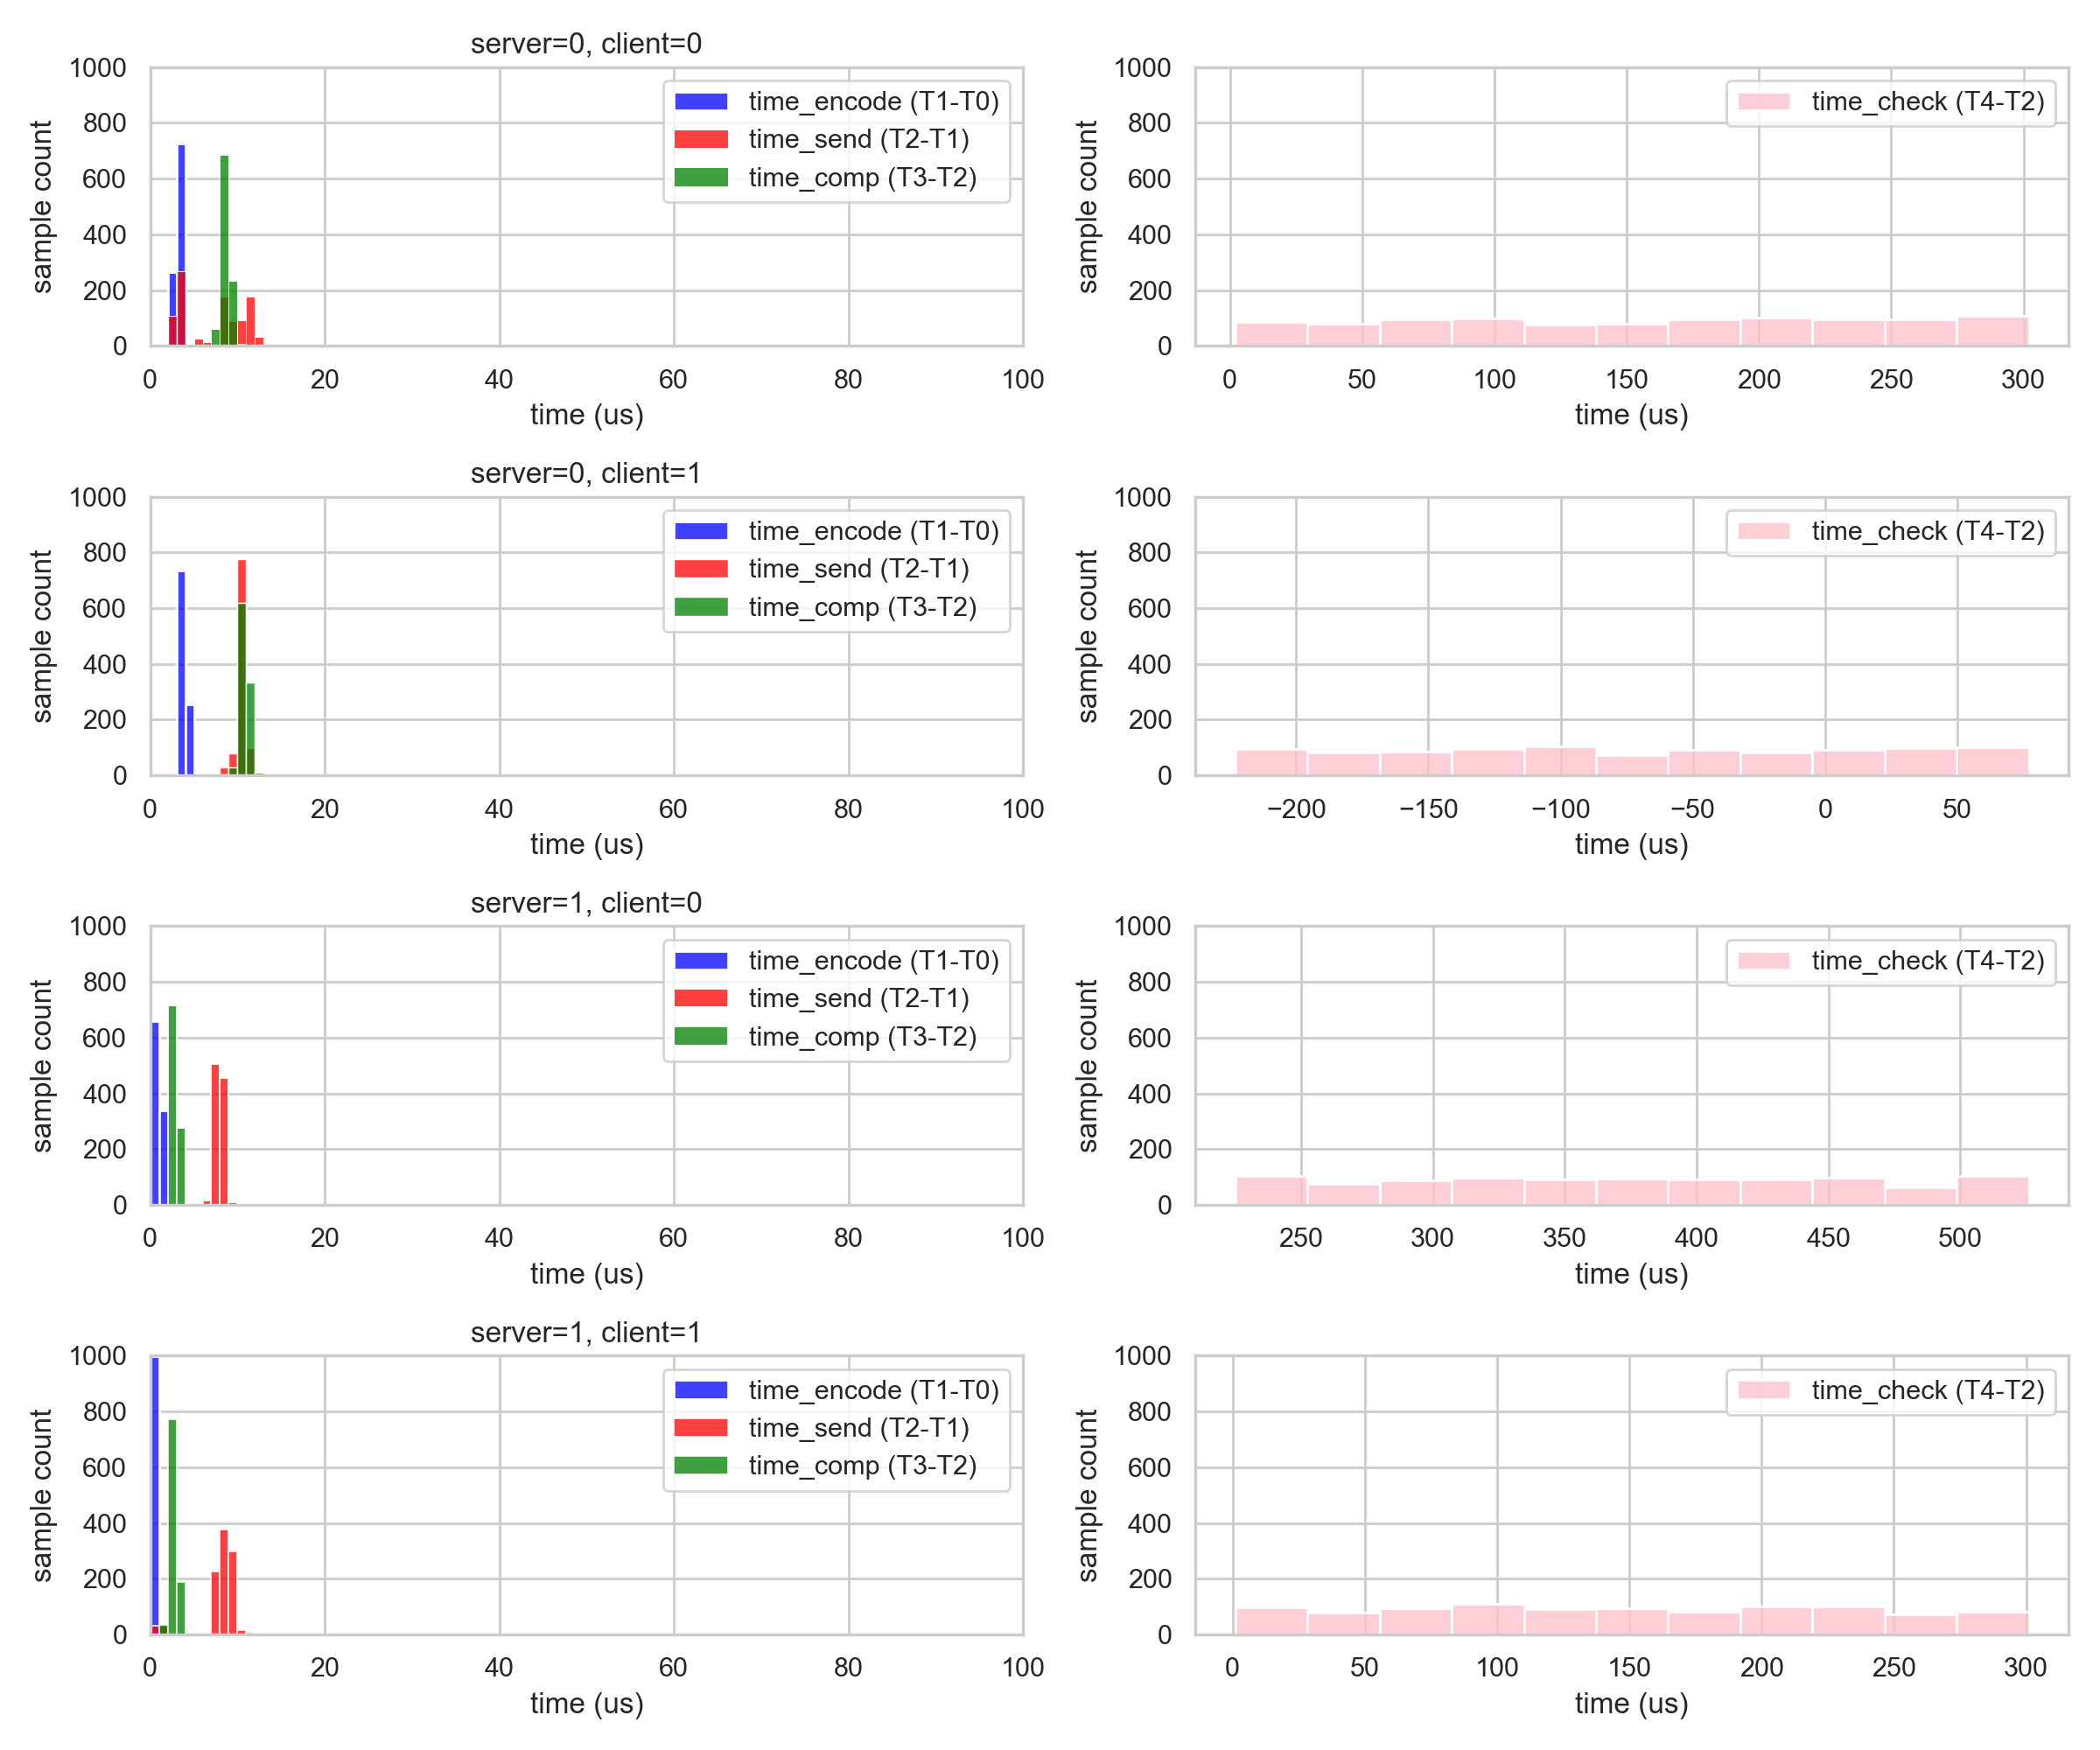 server=0, client=0
1000
800
600
400
200
0
sample count
time_encode (T1-T0)
time_send (T2-T1)
time_comp (T3-T2)
0 20 40 60 80 100
time (us)
1000
800
600
400
200
0
sample count
time_check (T4-T2)
0 50 100 150 200 250 300
time (us)
server=0, client=1
1000
800
600
400
200
0
sample count
time_encode (T1-T0)
time_send (T2-T1)
time_comp (T3-T2)
0 20 40 60 80 100
time (us)
1000
800
600
400
200
0
sample count
time_check (T4-T2)
−200 −150 −100 −50 0 50
time (us)
server=1, client=0
1000
800
600
400
200
0
sample count
time_encode (T1-T0)
time_send (T2-T1)
time_comp (T3-T2)
0 20 40 60 80 100
time (us)
1000
800
600
400
200
0
sample count
time_check (T4-T2)
250 300 350 400 450 500
time (us)
server=1, client=1
1000
800
600
400
200
0
sample count
time_encode (T1-T0)
time_send (T2-T1)
time_comp (T3-T2)
0 20 40 60 80 100
time (us)
1000
800
600
400
200
0
sample count
time_check (T4-T2)
0 50 100 150 200 250 300
time (us)